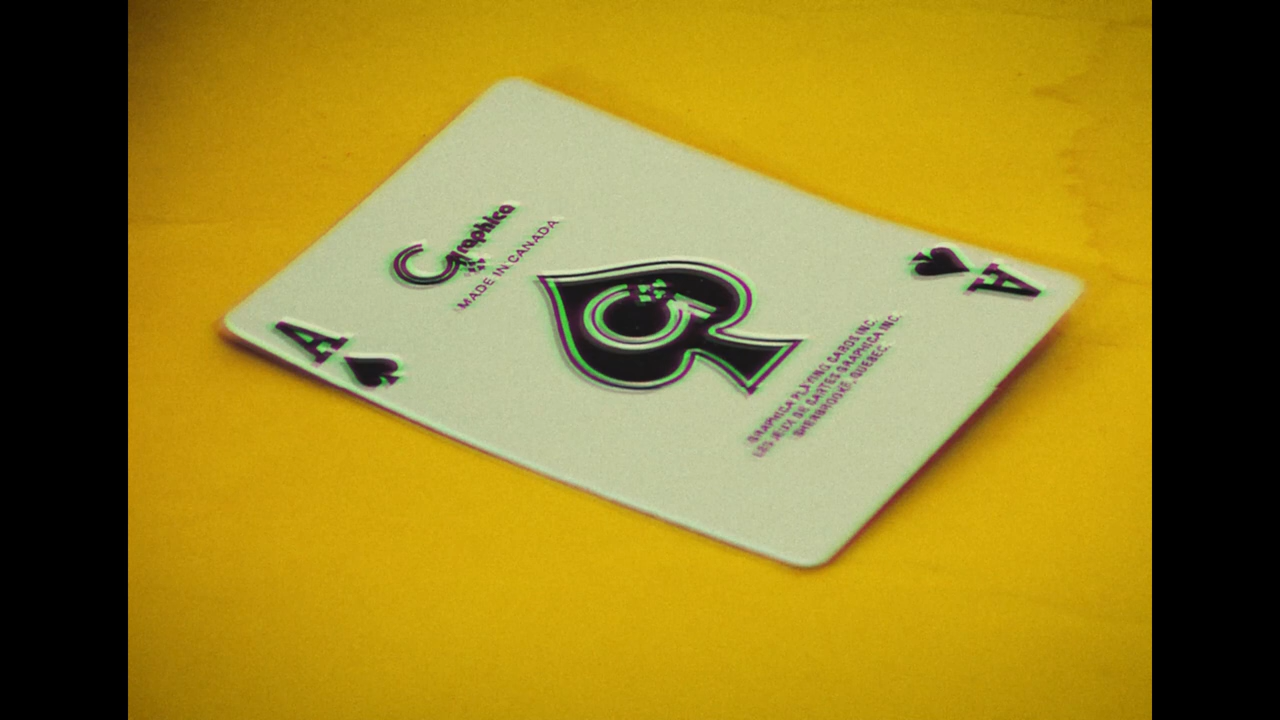 A
Graphica
MADE IN CANADA
GRAPHICA PLAYING CARDS INC.
LES JEUX DE CARTES GRAPHICA INC.
SHERBROOKE, QUEBEC.
A